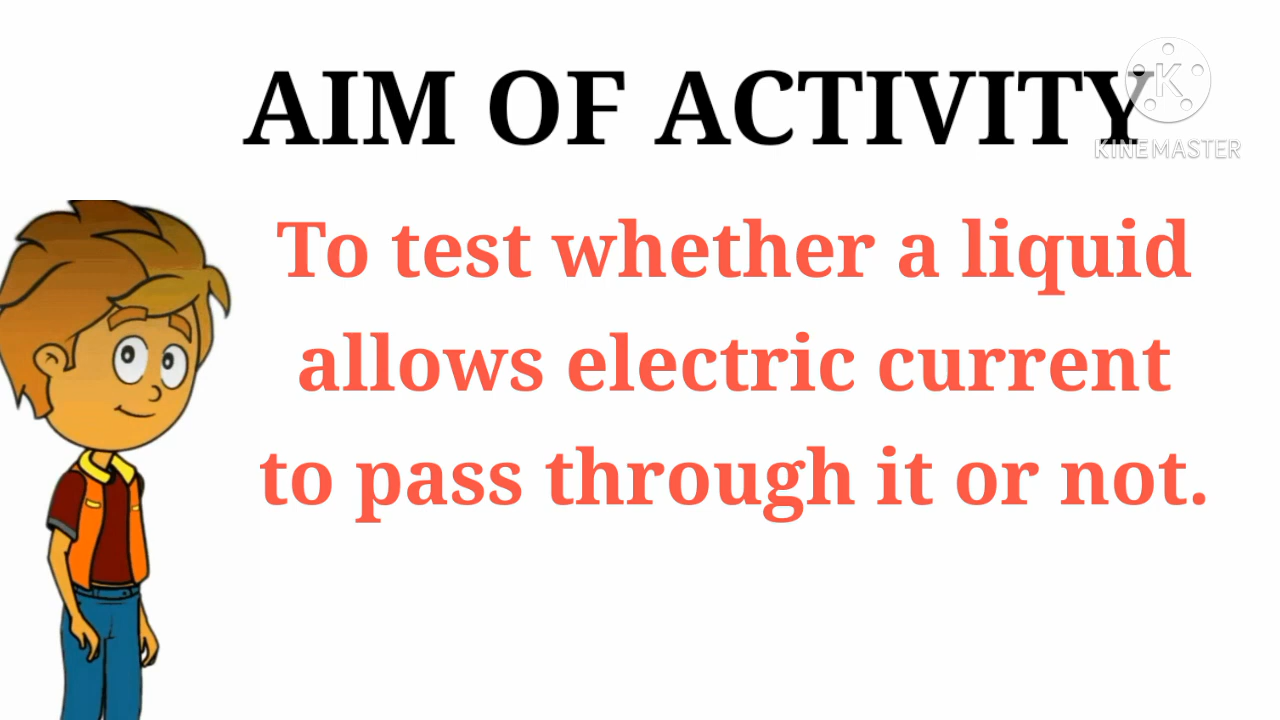 AIM OF ACTIVITY
K
KINEMASTER
To test whether a liquid
allows electric current
to pass through it or not.